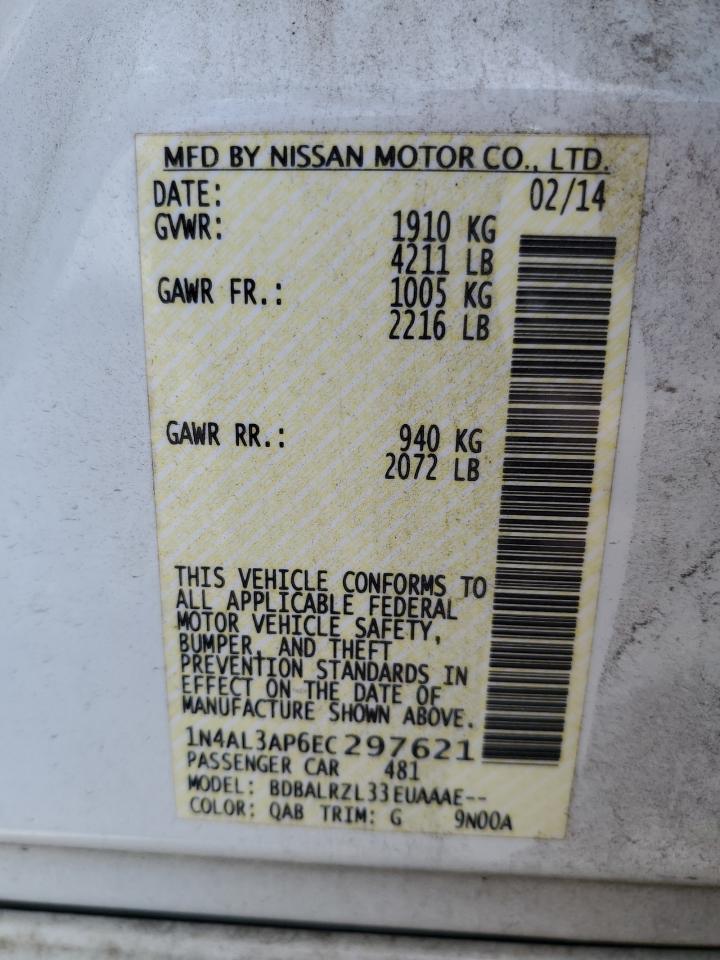 MFD BY NISSAN MOTOR CO., LTD.
DATE: 02/14
GVWR: 1910 KG
4211 LB
GAWR FR.: 1005 KG
2216 LB
GAWR RR.: 940 KG
2072 LB
THIS VEHICLE CONFORMS TO
ALL APPLICABLE FEDERAL
MOTOR VEHICLE SAFETY,
BUMPER, AND THEFT
PREVENTION STANDARDS IN
EFFECT ON THE DATE OF
MANUFACTURE SHOWN ABOVE.
1N4AL3AP6EC297621
PASSENGER CAR 481
MODEL: BDBALRZL33EUAAAE--
COLOR: QAB TRIM: G 9N00A